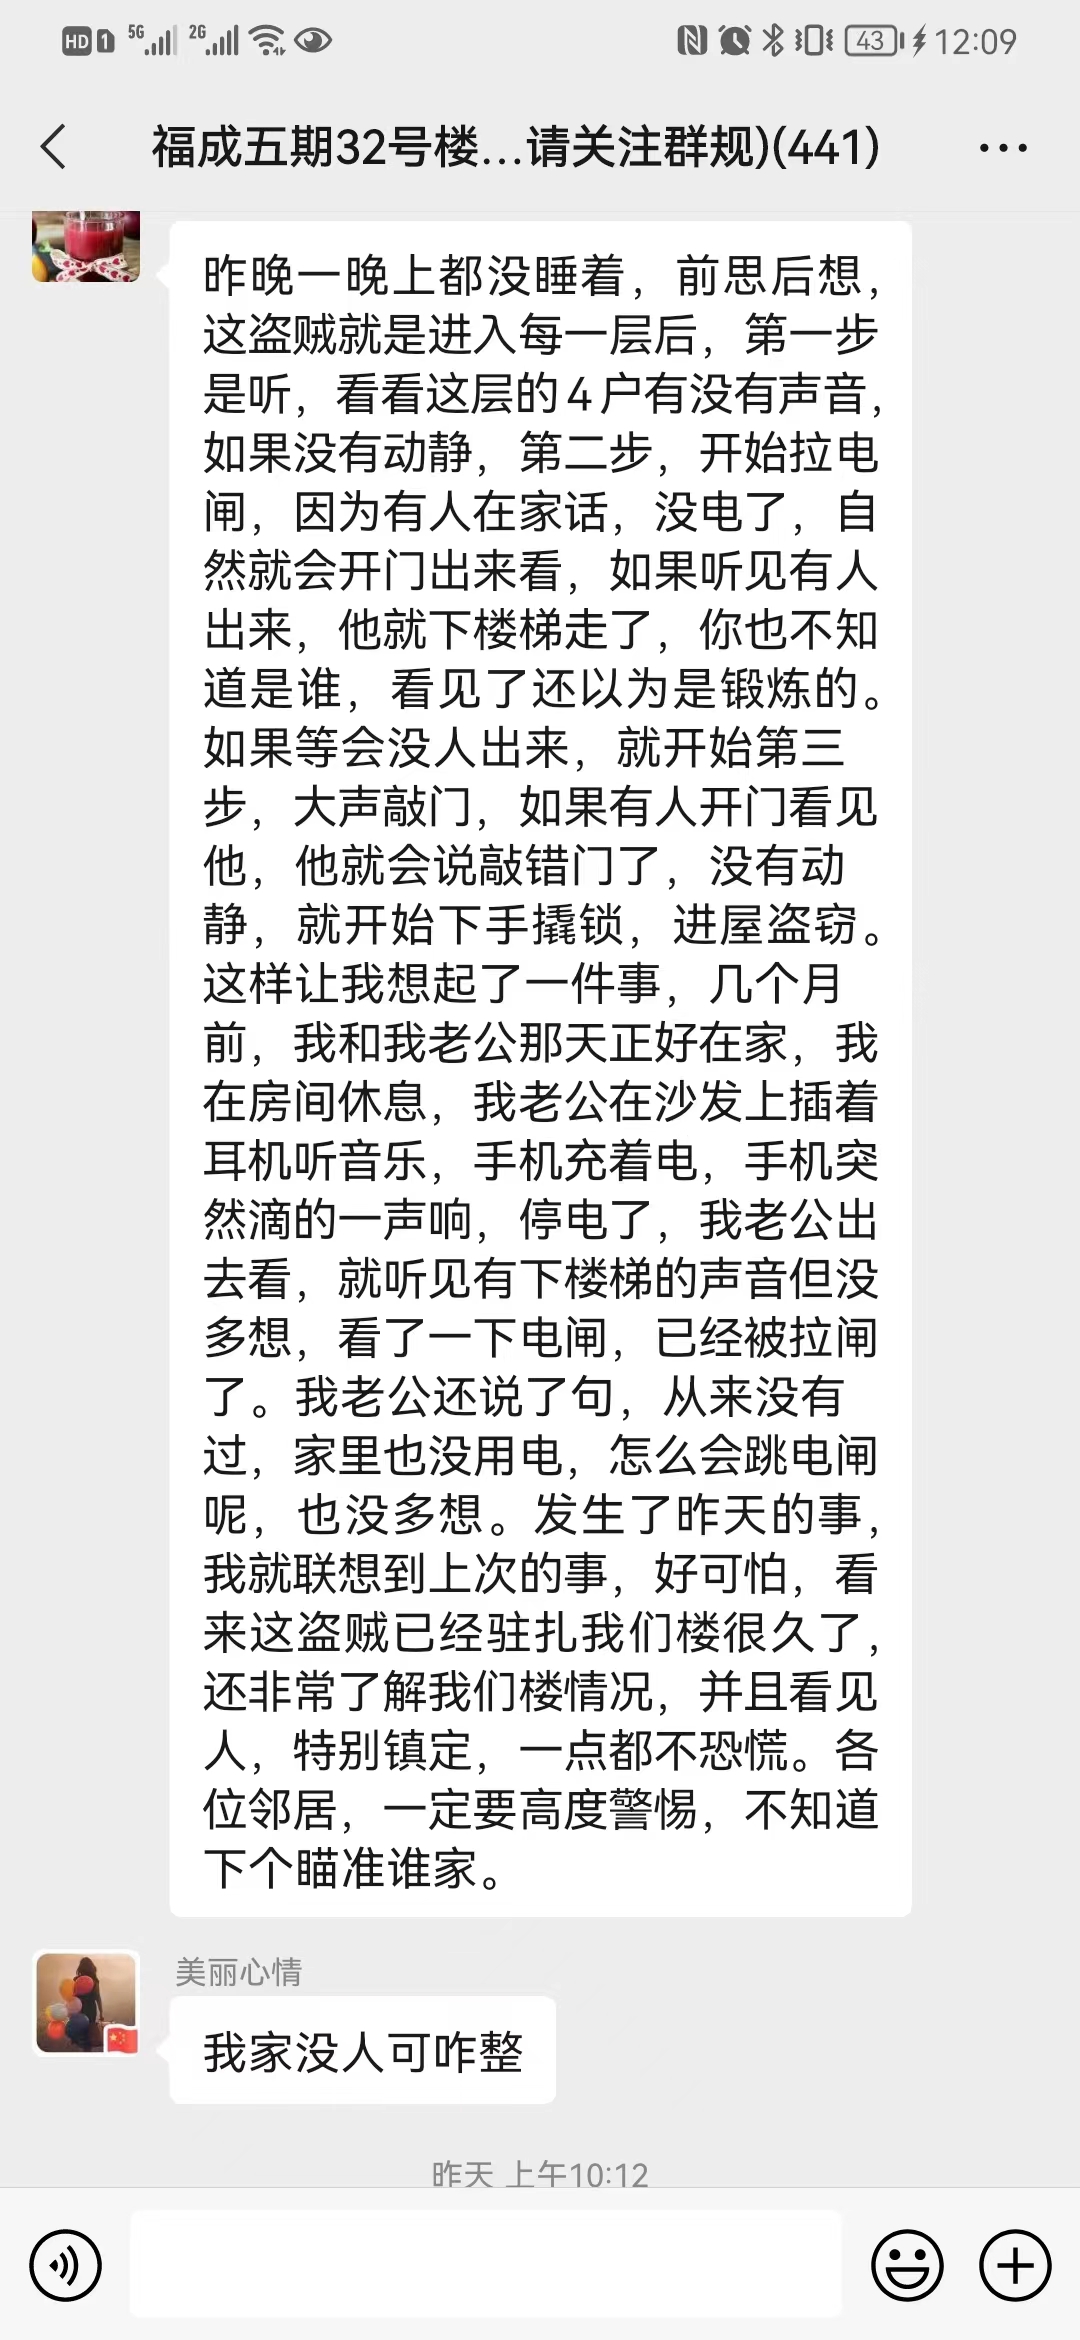 HD 1 5G 2G 43 12:09
福成五期32号楼...请关注群规)(441)
昨晚一晚上都没睡着，前思后想，
这盗贼就是进入每一层后，第一步
是听，看看这层的4户有没有声音，
如果没有动静，第二步，开始拉电
闸，因为有人在家话，没电了，自
然就会开门出来看，如果听见有人
出来，他就下楼梯走了，你也不知
道是谁，看见了还以为是锻炼的。
如果等会没人出来，就开始第三
步，大声敲门，如果有人开门看见
他，他就会说敲错门了，没有动
静，就开始下手撬锁，进屋盗窃。
这样让我想起了一件事，几个月
前，我和我老公那天正好在家，我
在房间休息，我老公在沙发上插着
耳机听音乐，手机充着电，手机突
然滴的一声响，停电了，我老公出
去看，就听见有下楼梯的声音但没
多想，看了一下电闸，已经被拉闸
了。我老公还说了句，从来没有
过，家里也没用电，怎么会跳电闸
呢，也没多想。发生了昨天的事，
我就联想到上次的事，好可怕，看
来这盗贼已经驻扎我们楼很久了，
还非常了解我们楼情况，并且看见
人，特别镇定，一点都不恐慌。各
位邻居，一定要高度警惕，不知道
下个瞄准谁家。
美丽心情
我家没人可咋整
昨天 上午10:12